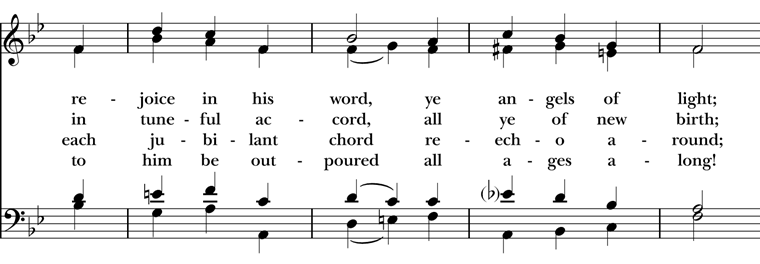 re - joice in his word, ye an - gels of light;
in tune - ful ac - cord, all ye of new birth;
each ju - bi - lant chord re - ech - o a - round;
to him be out - poured all a - ges a - long!